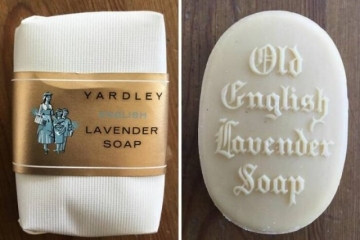 YARDLEY
ENGLISH
LAVENDER
SOAP
Old
English
Lavender
Soap